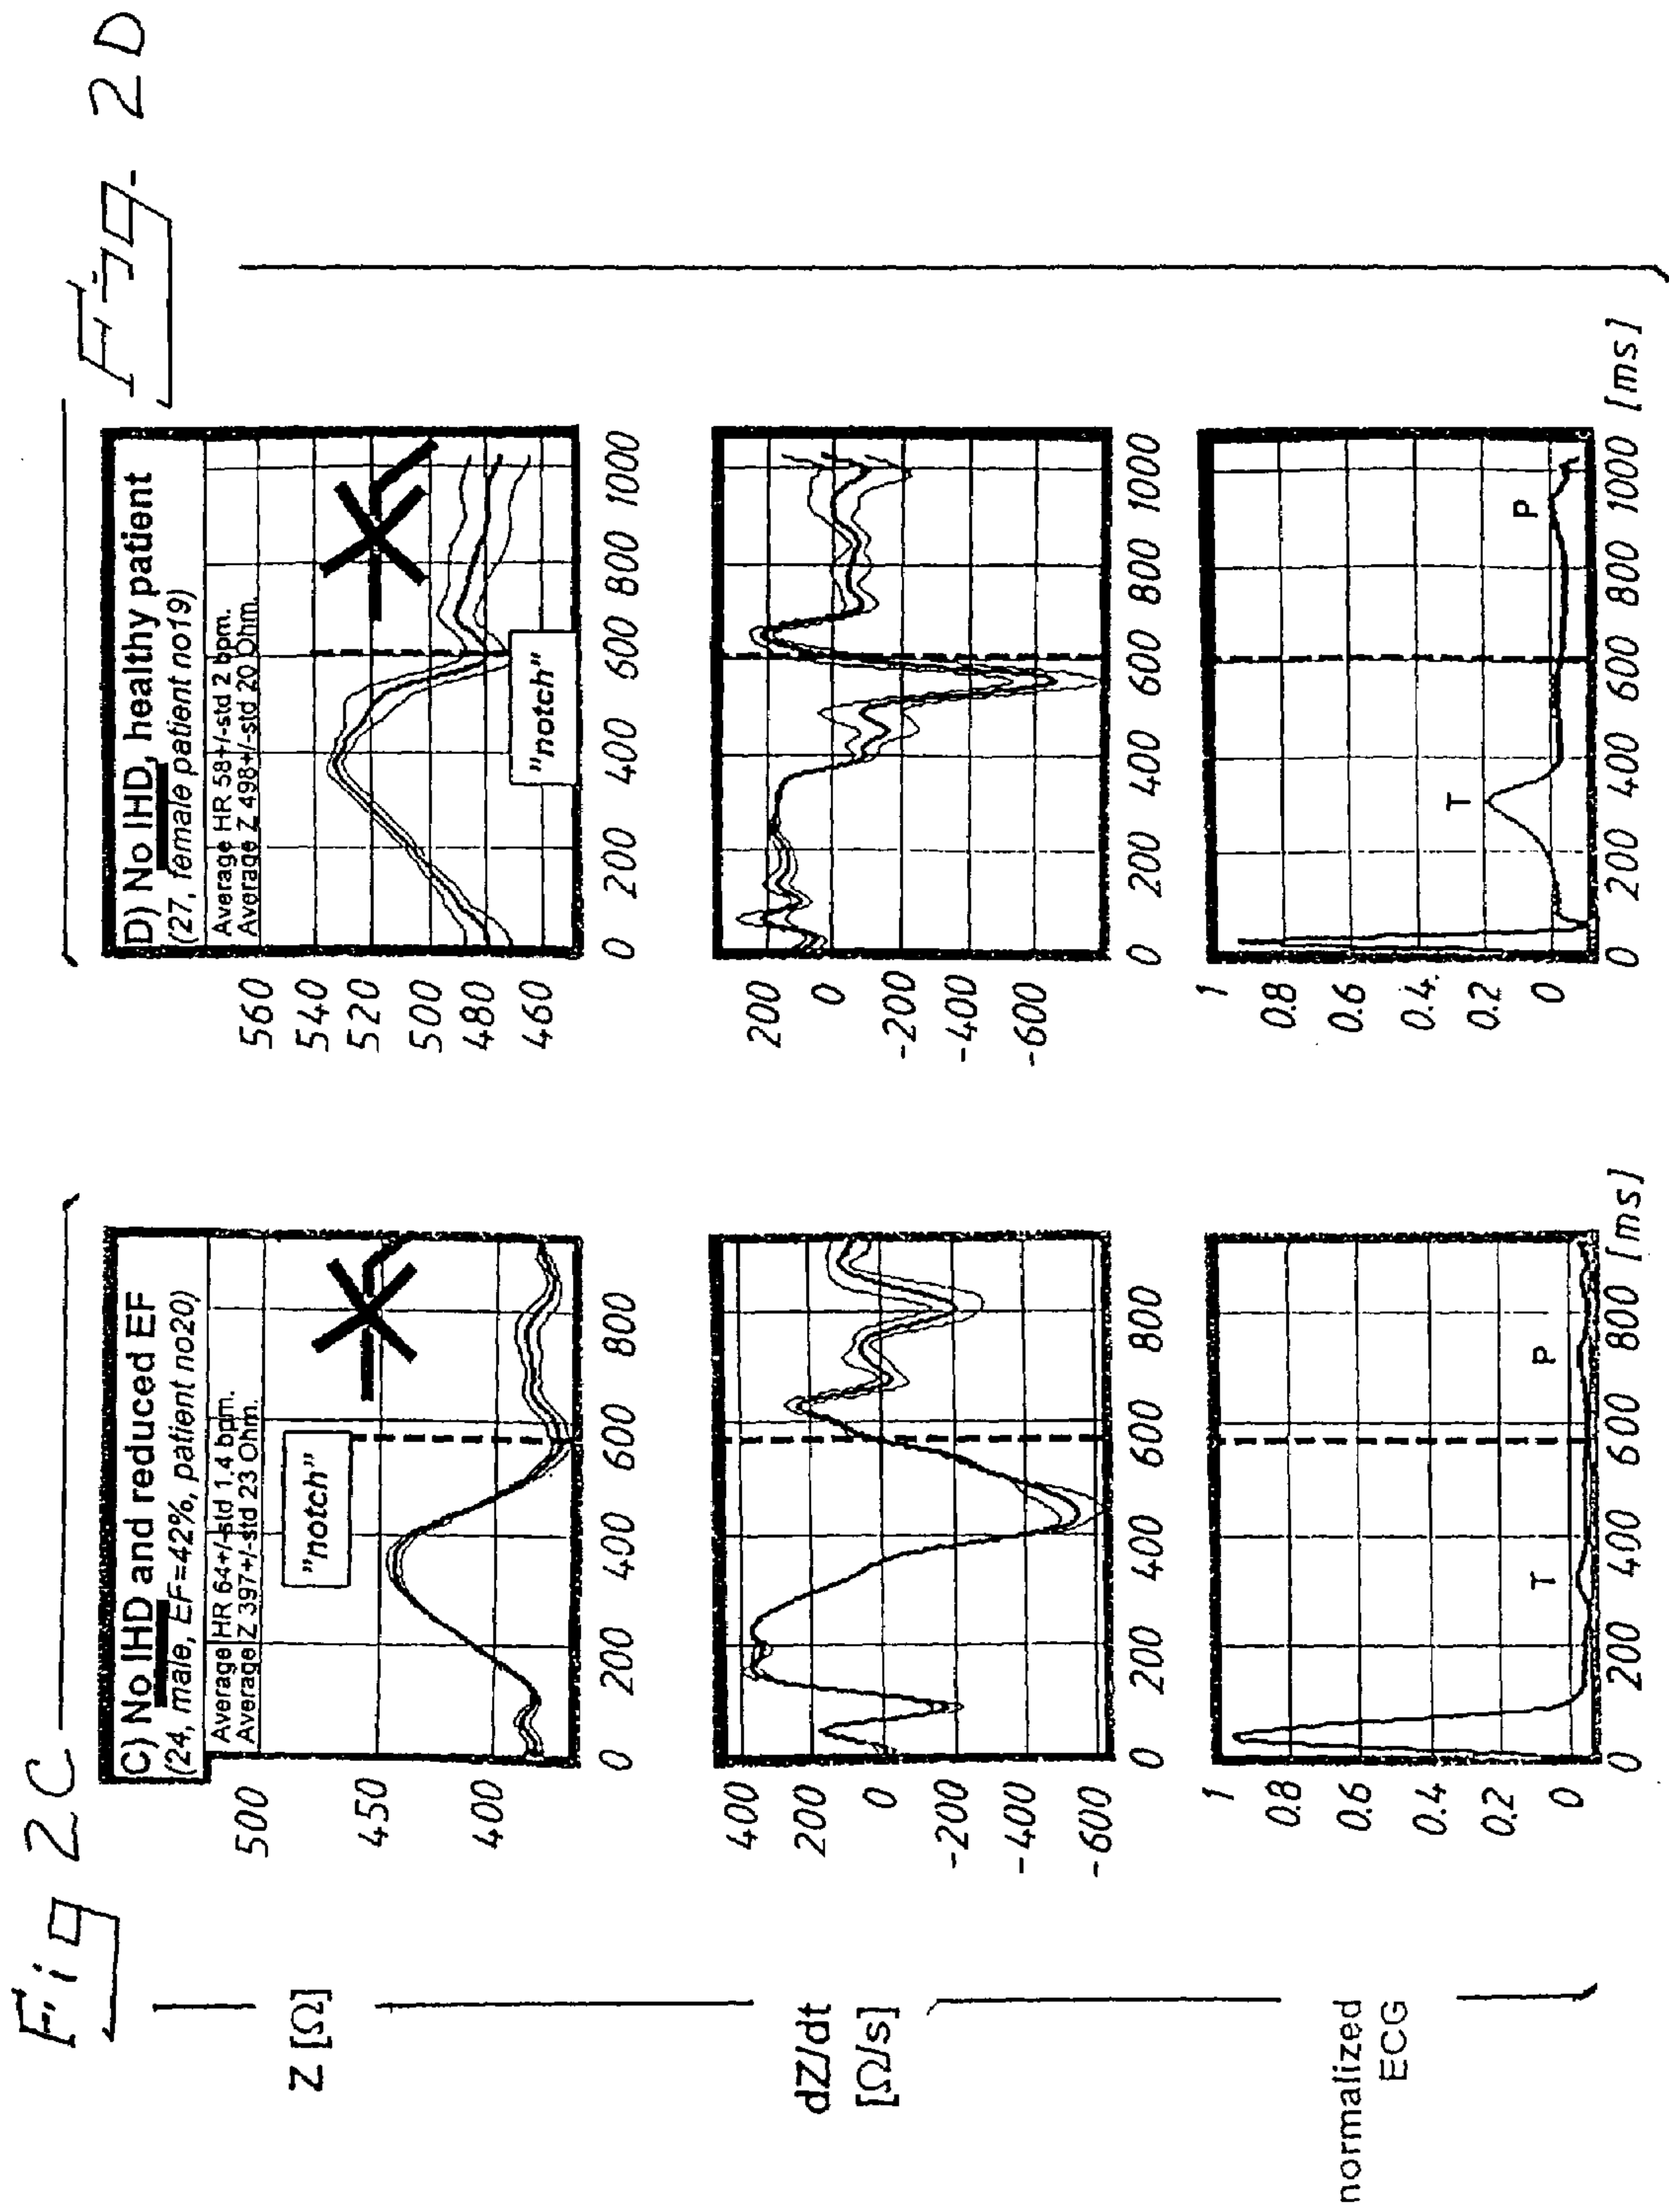 Fig 2C
C) No IHD and reduced EF
(24, male, EF=42%, patient no20)
Average HR 64+/-std 1.4 bpm.
Average Z 397+/-std 23 Ohm.
"notch"
Z [Ω]
500
450
400
0 200 400 600 800
dZ/dt
[Ω/s]
400
200
0
-200
-400
-600
0 200 400 600 800
normalized
ECG
1
0.8
0.6
0.4
0.2
0
T P
0 200 400 600 800 [ms]
Fig. 2D
D) No IHD, healthy patient
(27, female patient no19)
Average HR 58+/-std 2 bpm.
Average Z 498+/-std 20 Ohm.
"notch"
560
540
520
500
480
460
0 200 400 600 800 1000
200
0
-200
-400
-600
0 200 400 600 800 1000
1
0.8
0.6
0.4.
0.2
0
T P
0 200 400 600 800 1000 [ms]